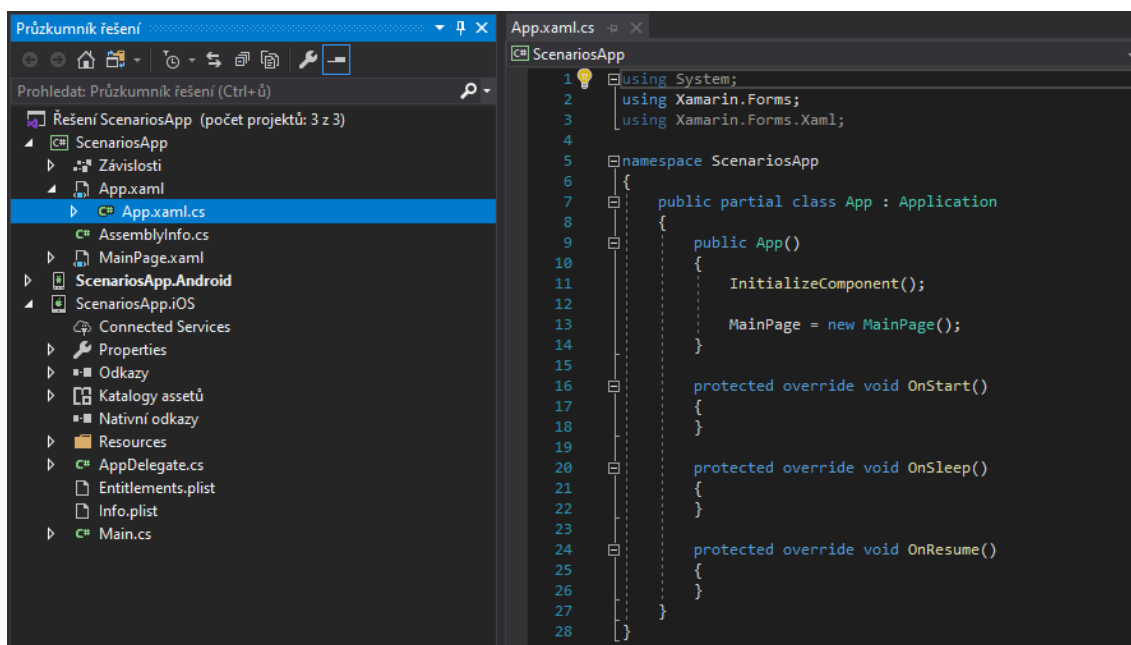 Průzkumník řešení
Prohledat: Průzkumník řešení (Ctrl+ů)
Řešení ScenariosApp (počet projektů: 3 z 3)
C# ScenariosApp
Závislosti
App.xaml
C# App.xaml.cs
C# AssemblyInfo.cs
MainPage.xaml
ScenariosApp.Android
ScenariosApp.iOS
Connected Services
Properties
Odkazy
Katalogy assetů
Nativní odkazy
Resources
C# AppDelegate.cs
Entitlements.plist
Info.plist
C# Main.cs
App.xaml.cs
C# ScenariosApp
1 using System;
2 using Xamarin.Forms;
3 using Xamarin.Forms.Xaml;
4
5 namespace ScenariosApp
6 {
7 public partial class App : Application
8 {
9 public App()
10 {
11 InitializeComponent();
12
13 MainPage = new MainPage();
14 }
15
16 protected override void OnStart()
17 {
18 }
19
20 protected override void OnSleep()
21 {
22 }
23
24 protected override void OnResume()
25 {
26 }
27 }
28 }